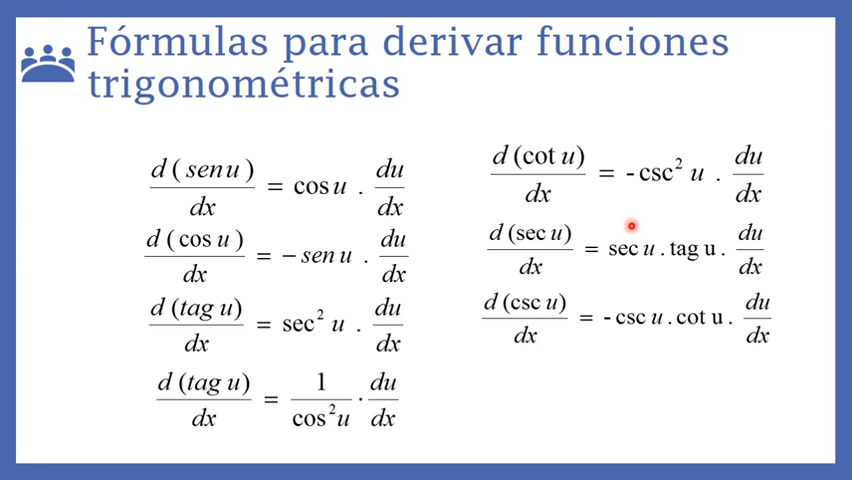 Fórmulas para derivar funciones
trigonométricas
d ( sen u ) / dx = cos u . du / dx
d ( cos u ) / dx = – sen u . du / dx
d (tag u) / dx = sec² u . du / dx
d (tag u) / dx = 1 / cos²u · du / dx
d (cot u) / dx = - csc² u . du / dx
d (sec u) / dx = sec u . tag u . du / dx
d (csc u) / dx = - csc u . cot u . du / dx